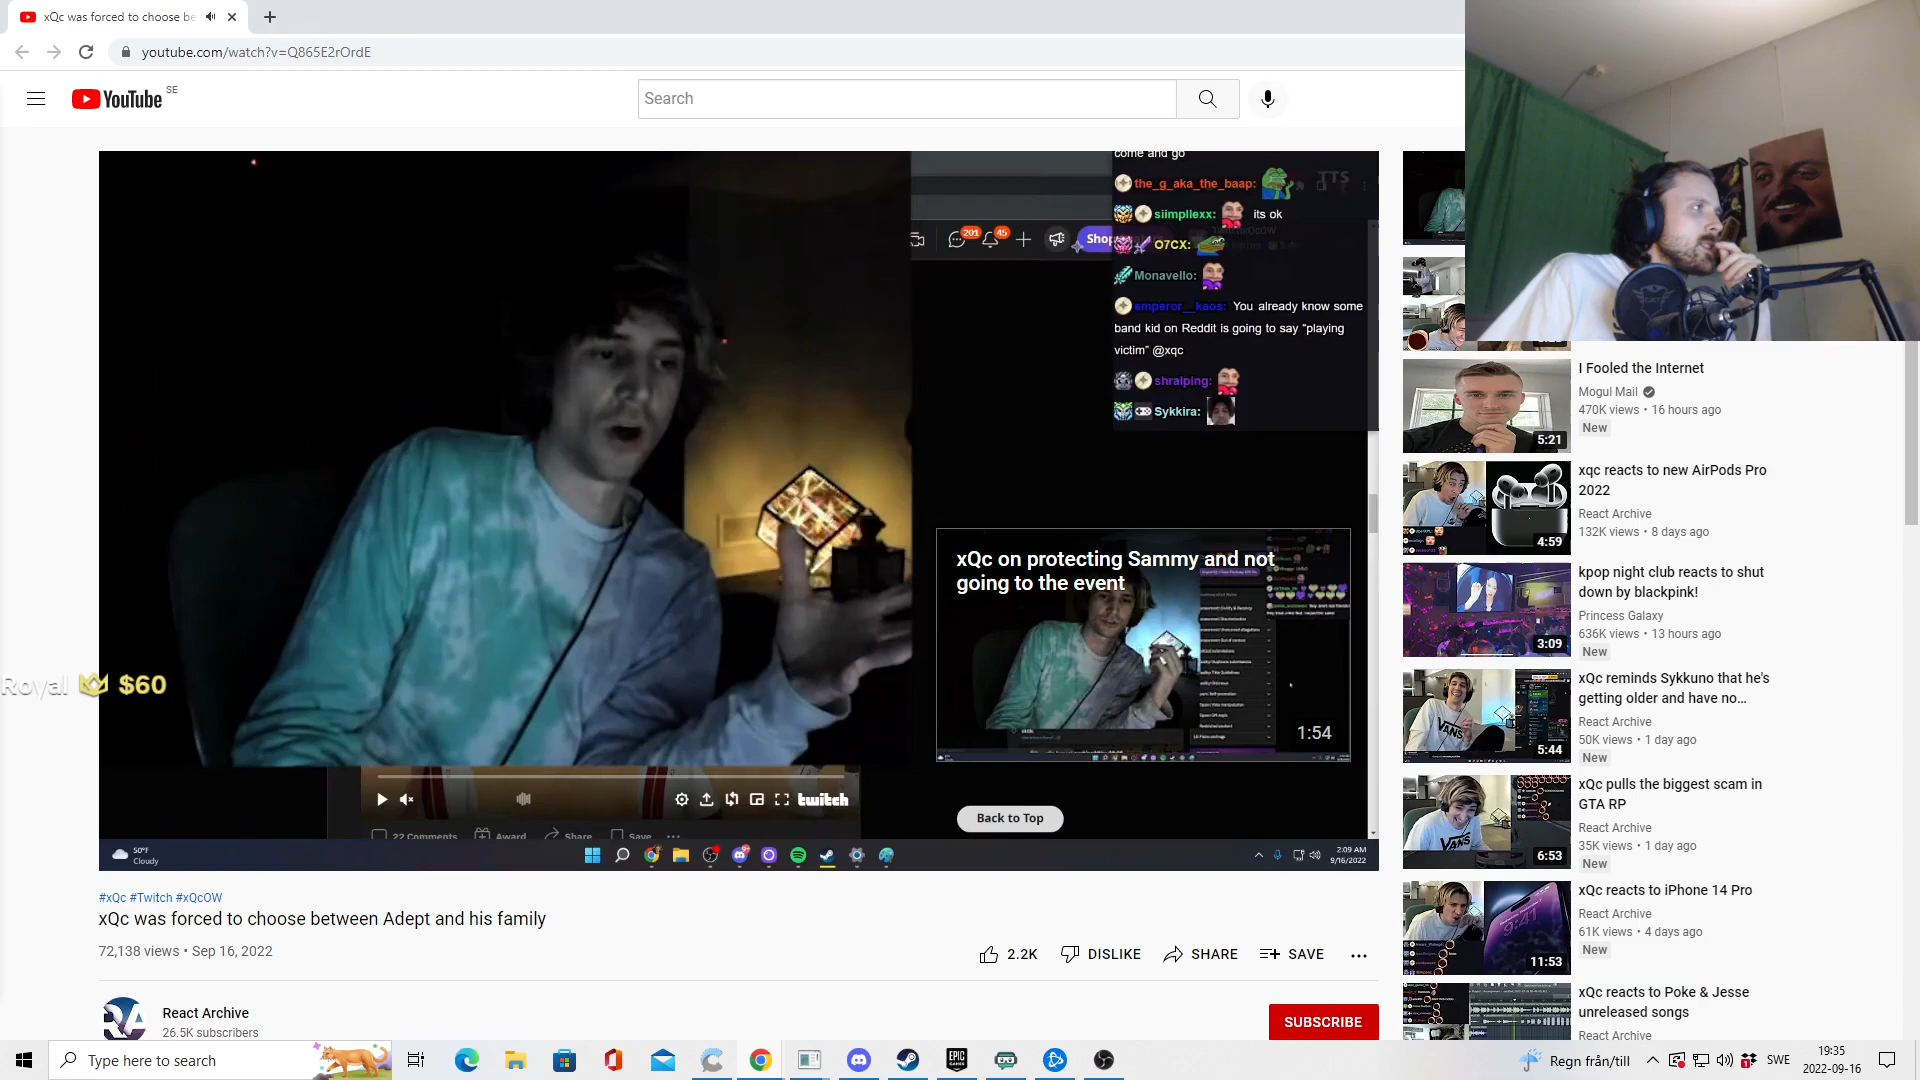 xQc was forced to choose be
youtube.com/watch?v=Q865E2rOrdE
YouTube SE
Search
come and go
the_g_aka_the_baap:
TTS
siimpllexx: its ok
O7CX:
Monavello:
emperor__kaos: You already know some
band kid on Reddit is going to say “playing
victim” @xqc
shraiping:
Sykkira:
201
45
Shop
xQc on protecting Sammy and not
going to the event
1:54
Royal $60
twitch
22 Comments Award Share Save
Back to Top
50°F
Cloudy
2:09 AM
9/16/2022
#xQc #Twitch #xQcOW
xQc was forced to choose between Adept and his family
72,138 views • Sep 16, 2022
2.2K DISLIKE SHARE SAVE
React Archive
26.5K subscribers
SUBSCRIBE
I Fooled the Internet
Mogul Mail
470K views • 16 hours ago
New
5:21
xqc reacts to new AirPods Pro
2022
React Archive
132K views • 8 days ago
4:59
kpop night club reacts to shut
down by blackpink!
Princess Galaxy
636K views • 13 hours ago
New
3:09
xQc reminds Sykkuno that he's
getting older and have no...
React Archive
50K views • 1 day ago
New
5:44
VANS
xQc pulls the biggest scam in
GTA RP
React Archive
35K views • 1 day ago
New
6:53
VANS
xQc reacts to iPhone 14 Pro
React Archive
61K views • 4 days ago
New
11:53
9:41
xQc reacts to Poke & Jesse
unreleased songs
React Archive
Type here to search
EPIC
Regn från/till
SWE
19:35
2022-09-16